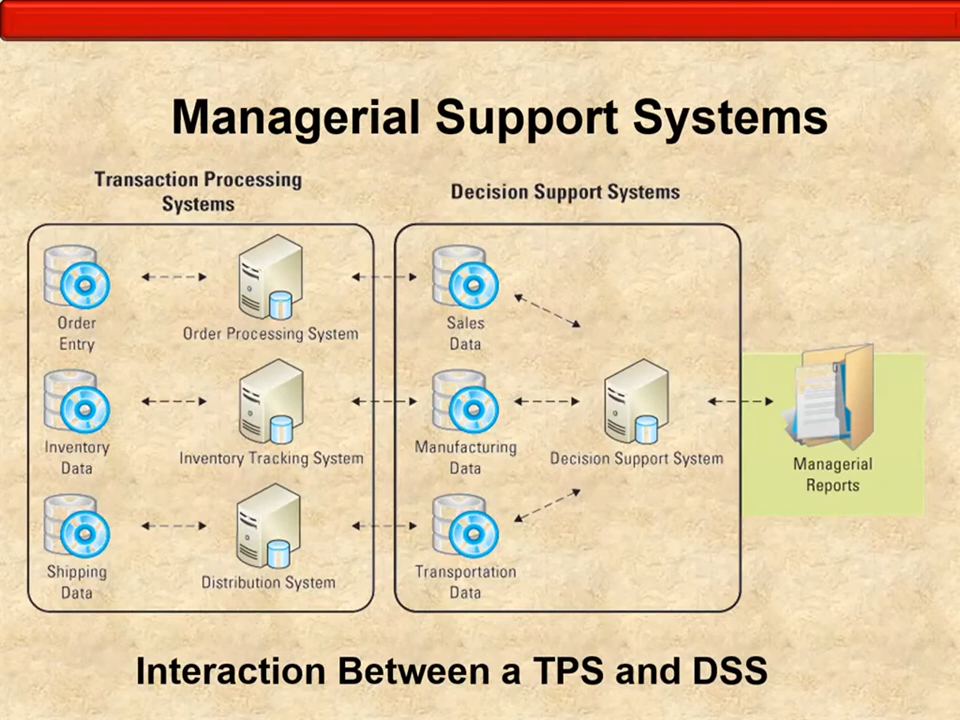 Managerial Support Systems
Transaction Processing
Systems
Decision Support Systems
Order
Entry
Order Processing System
Sales
Data
Inventory
Data
Inventory Tracking System
Manufacturing
Data
Decision Support System
Managerial
Reports
Shipping
Data
Distribution System
Transportation
Data
Interaction Between a TPS and DSS